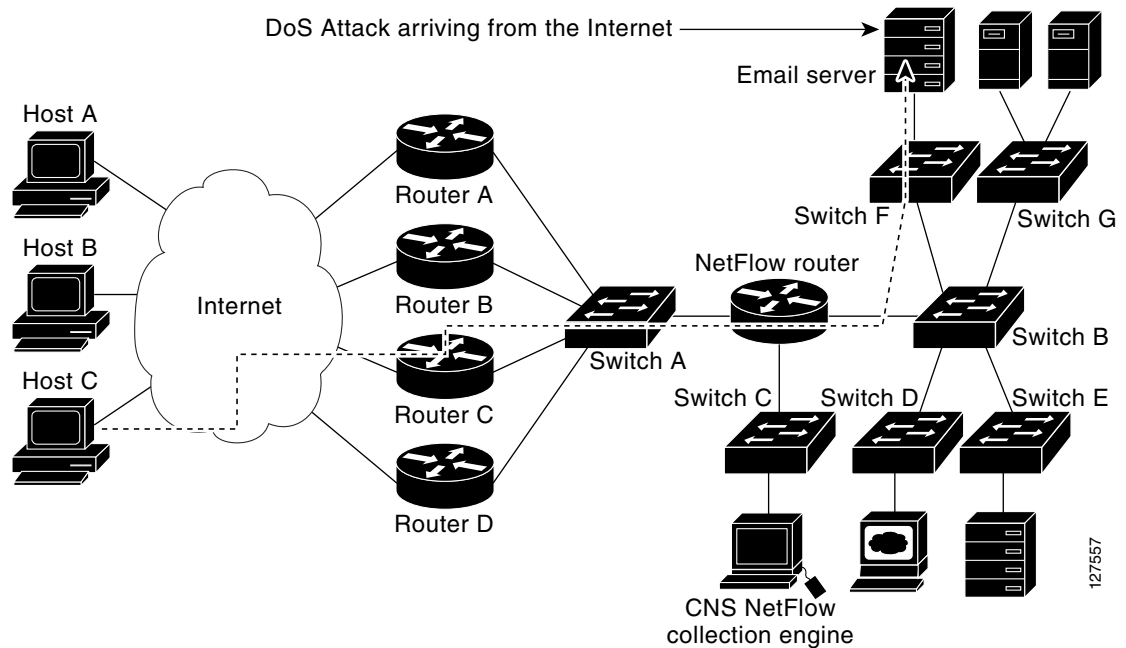 DoS Attack arriving from the Internet
Email server
Host A
Router A
Switch F
Switch G
Host B
NetFlow router
Internet
Router B
Switch A
Switch B
Host C
Router C
Switch C
Switch D
Switch E
Router D
CNS NetFlow
collection engine
127557